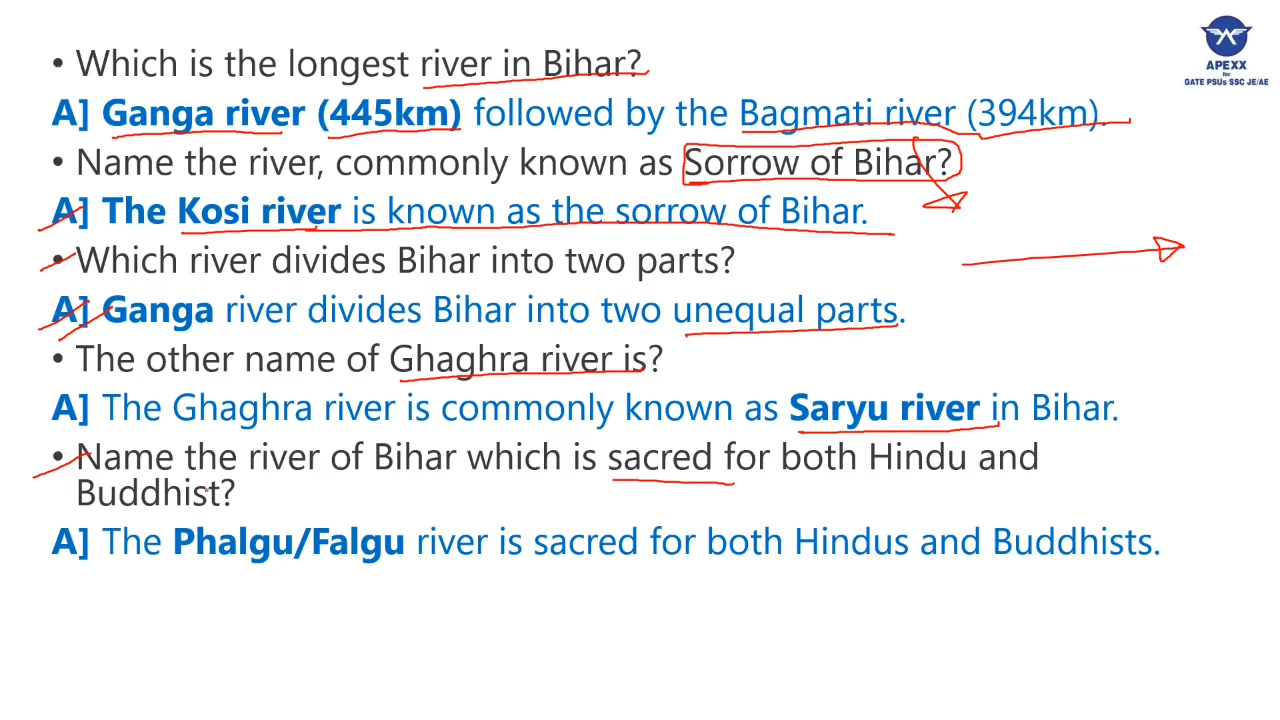 • Which is the longest river in Bihar?
A] Ganga river (445km) followed by the Bagmati river (394km).
• Name the river, commonly known as Sorrow of Bihar?
A] The Kosi river is known as the sorrow of Bihar.
• Which river divides Bihar into two parts?
A] Ganga river divides Bihar into two unequal parts.
• The other name of Ghaghra river is?
A] The Ghaghra river is commonly known as Saryu river in Bihar.
• Name the river of Bihar which is sacred for both Hindu and
Buddhist?
A] The Phalgu/Falgu river is sacred for both Hindus and Buddhists.
APEXX
for
GATE PSUs SSC JE/AE